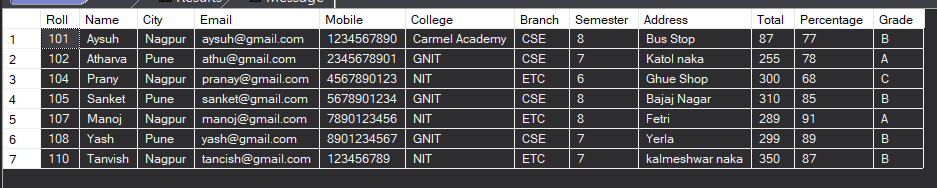 Results Message
Roll Name City Email Mobile College Branch Semester Address Total Percentage Grade
1 101 Aysuh Nagpur aysuh@gmail.com 1234567890 Carmel Academy CSE 8 Bus Stop 87 77 B
2 102 Atharva Pune athu@gmail.com 2345678901 GNIT CSE 7 Katol naka 255 78 A
3 104 Prany Nagpur pranay@gmail.com 4567890123 NIT ETC 6 Ghue Shop 300 68 C
4 105 Sanket Pune sanket@gmail.com 5678901234 GNIT CSE 8 Bajaj Nagar 310 85 B
5 107 Manoj Nagpur manoj@gmail.com 7890123456 NIT ETC 8 Fetri 289 91 A
6 108 Yash Pune yash@gmail.com 8901234567 GNIT CSE 7 Yerla 299 89 B
7 110 Tanvish Nagpur tancish@gmail.com 123456789 NIT ETC 7 kalmeshwar naka 350 87 B